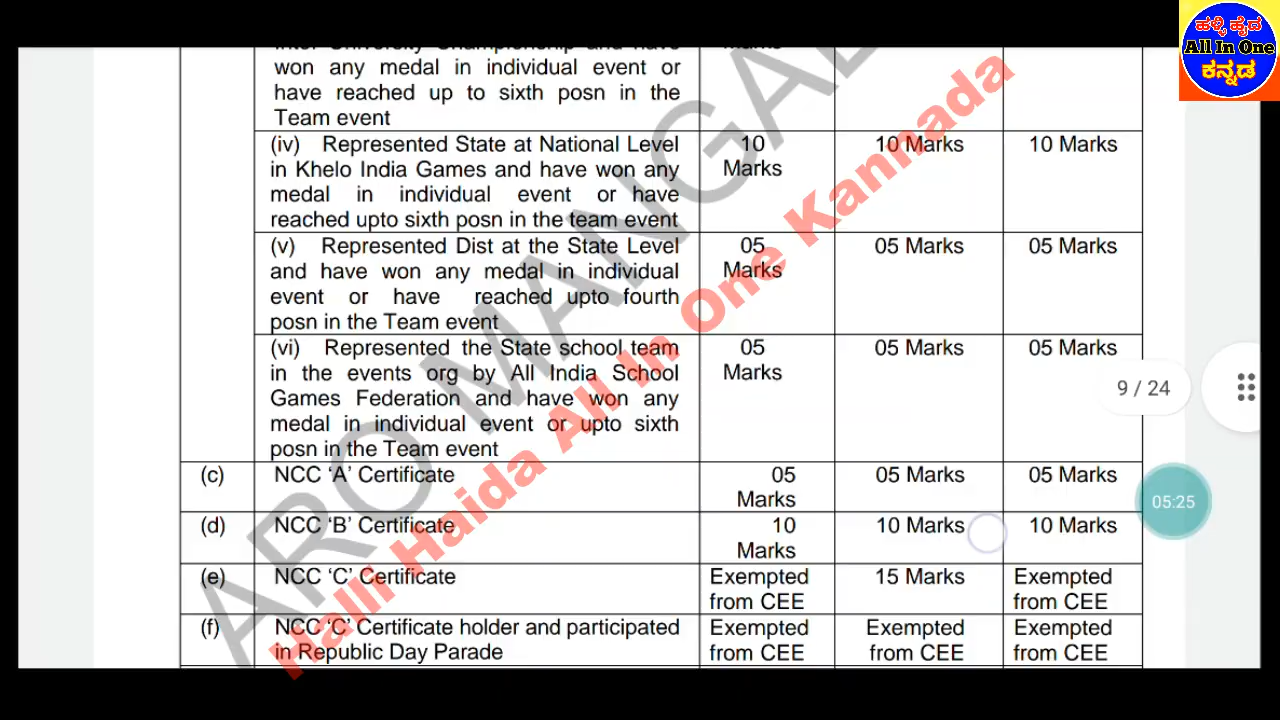 ಹಳ್ಳಿ ಹೈದ
All In One
ಕನ್ನಡ
Inter University Championship and have
Marks
won any medal in individual event or
have reached up to sixth posn in the
Team event
(iv) Represented State at National Level 10 10 Marks 10 Marks
in Khelo India Games and have won any Marks
medal in individual event or have
reached upto sixth posn in the team event
(v) Represented Dist at the State Level 05 05 Marks 05 Marks
and have won any medal in individual Marks
event or have reached upto fourth
posn in the Team event
(vi) Represented the State school team 05 05 Marks 05 Marks
in the events org by All India School Marks
Games Federation and have won any
medal in individual event or upto sixth
posn in the Team event
9 / 24
(c) NCC ‘A’ Certificate 05 05 Marks 05 Marks
Marks
05:25
(d) NCC ‘B’ Certificate 10 10 Marks 10 Marks
Marks
(e) NCC ‘C’ Certificate Exempted 15 Marks Exempted
from CEE from CEE
(f) NCC ‘C’ Certificate holder and participated Exempted Exempted Exempted
in Republic Day Parade from CEE from CEE from CEE
ARO MANGAL
Halli Haida All In One Kannada